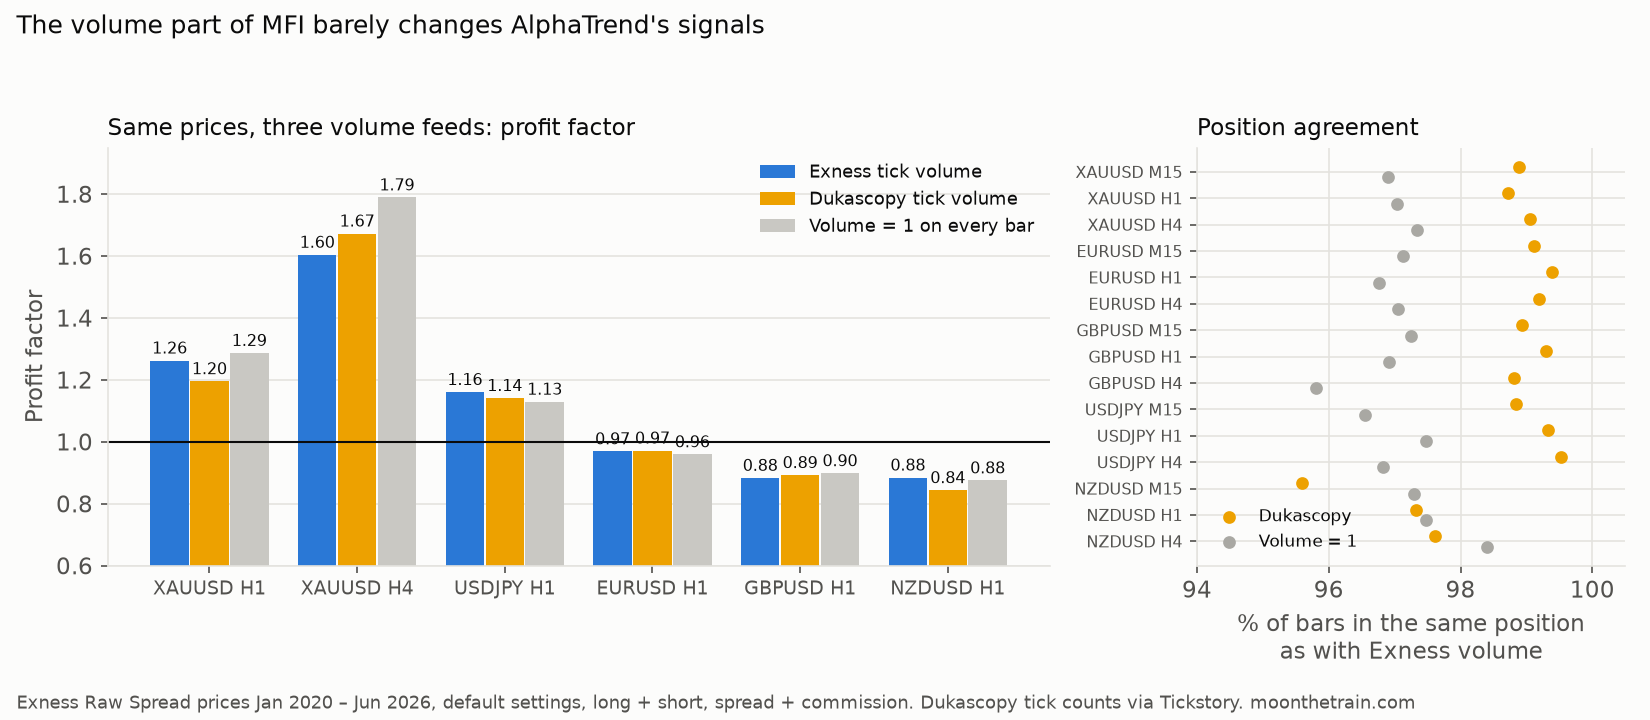 The volume part of MFI barely changes AlphaTrend's signals
Same prices, three volume feeds: profit factor
Exness tick volume
Dukascopy tick volume
Volume = 1 on every bar
Profit factor
1.8
1.6
1.4
1.2
1.0
0.8
0.6
1.26
1.20
1.29
1.60
1.67
1.79
1.16
1.14
1.13
0.97
0.97
0.96
0.88
0.89
0.90
0.88
0.84
0.88
XAUUSD H1
XAUUSD H4
USDJPY H1
EURUSD H1
GBPUSD H1
NZDUSD H1
Position agreement
XAUUSD M15
XAUUSD H1
XAUUSD H4
EURUSD M15
EURUSD H1
EURUSD H4
GBPUSD M15
GBPUSD H1
GBPUSD H4
USDJPY M15
USDJPY H1
USDJPY H4
NZDUSD M15
NZDUSD H1
NZDUSD H4
Dukascopy
Volume = 1
94
96
98
100
% of bars in the same position
as with Exness volume
Exness Raw Spread prices Jan 2020 – Jun 2026, default settings, long + short, spread + commission. Dukascopy tick counts via Tickstory. moonthetrain.com